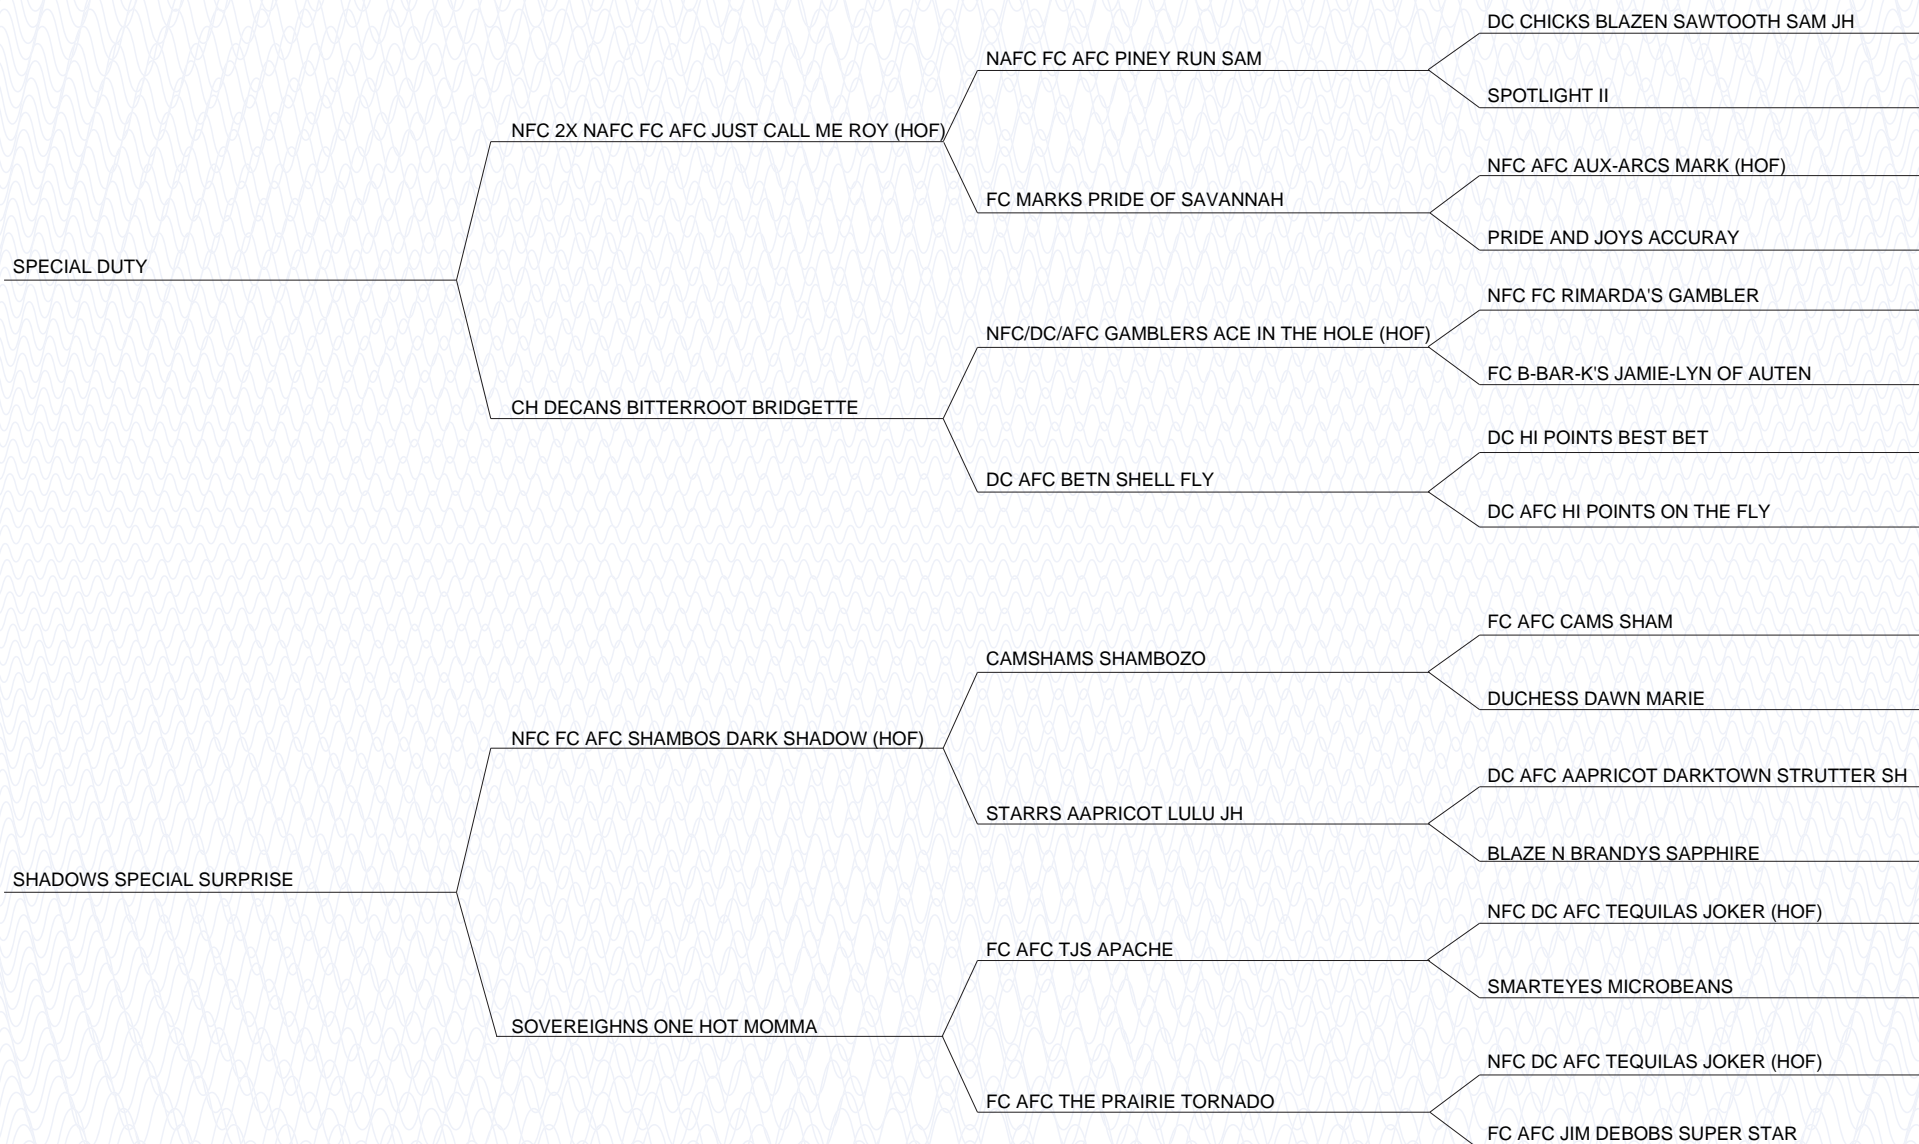 DC CHICKS BLAZEN SAWTOOTH SAM JH
NAFC FC AFC PINEY RUN SAM
SPOTLIGHT II
NFC 2X NAFC FC AFC JUST CALL ME ROY (HOF)
NFC AFC AUX-ARCS MARK (HOF)
FC MARKS PRIDE OF SAVANNAH
PRIDE AND JOYS ACCURAY
SPECIAL DUTY
NFC FC RIMARDA'S GAMBLER
NFC/DC/AFC GAMBLERS ACE IN THE HOLE (HOF)
FC B-BAR-K'S JAMIE-LYN OF AUTEN
CH DECANS BITTERROOT BRIDGETTE
DC HI POINTS BEST BET
DC AFC BETN SHELL FLY
DC AFC HI POINTS ON THE FLY
FC AFC CAMS SHAM
CAMSHAMS SHAMBOZO
DUCHESS DAWN MARIE
NFC FC AFC SHAMBOS DARK SHADOW (HOF)
DC AFC AAPRICOT DARKTOWN STRUTTER SH
STARRS AAPRICOT LULU JH
BLAZE N BRANDYS SAPPHIRE
SHADOWS SPECIAL SURPRISE
NFC DC AFC TEQUILAS JOKER (HOF)
FC AFC TJS APACHE
SMARTEYES MICROBEANS
SOVEREIGHNS ONE HOT MOMMA
NFC DC AFC TEQUILAS JOKER (HOF)
FC AFC THE PRAIRIE TORNADO
FC AFC JIM DEBOBS SUPER STAR